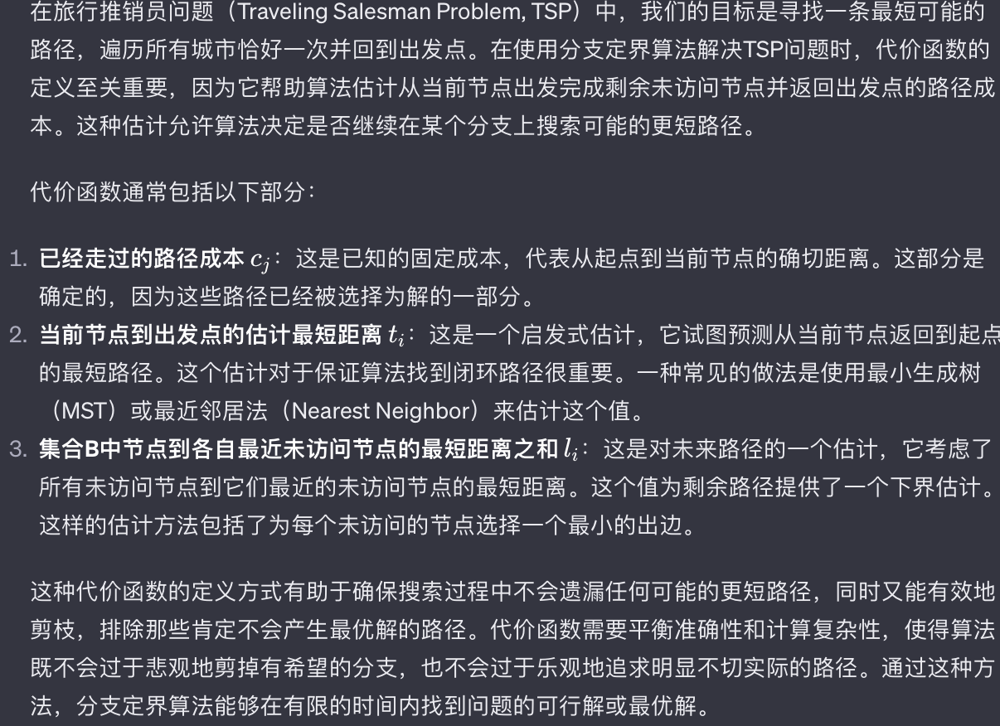 在旅行推销员问题（Traveling Salesman Problem, TSP）中，我们的目标是寻找一条最短可能的
路径，遍历所有城市恰好一次并回到出发点。在使用分支定界算法解决TSP问题时，代价函数的
定义至关重要，因为它帮助算法估计从当前节点出发完成剩余未访问节点并返回出发点的路径成
本。这种估计允许算法决定是否继续在某个分支上搜索可能的更短路径。
代价函数通常包括以下部分：
1. 已经走过的路径成本 c_j：这是已知的固定成本，代表从起点到当前节点的确切距离。这部分是
确定的，因为这些路径已经被选择为解的一部分。
2. 当前节点到出发点的估计最短距离 t_i：这是一个启发式估计，它试图预测从当前节点返回到起点
的最短路径。这个估计对于保证算法找到闭环路径很重要。一种常见的做法是使用最小生成树
（MST）或最近邻居法（Nearest Neighbor）来估计这个值。
3. 集合B中节点到各自最近未访问节点的最短距离之和 l_i：这是对未来路径的一个估计，它考虑了
所有未访问节点到它们最近的未访问节点的最短距离。这个值为剩余路径提供了一个下界估计。
这样的估计方法包括了为每个未访问的节点选择一个最小的出边。
这种代价函数的定义方式有助于确保搜索过程中不会遗漏任何可能的更短路径，同时又能有效地
剪枝，排除那些肯定不会产生最优解的路径。代价函数需要平衡准确性和计算复杂性，使得算法
既不会过于悲观地剪掉有希望的分支，也不会过于乐观地追求明显不切实际的路径。通过这种方
法，分支定界算法能够在有限的时间内找到问题的可行解或最优解。